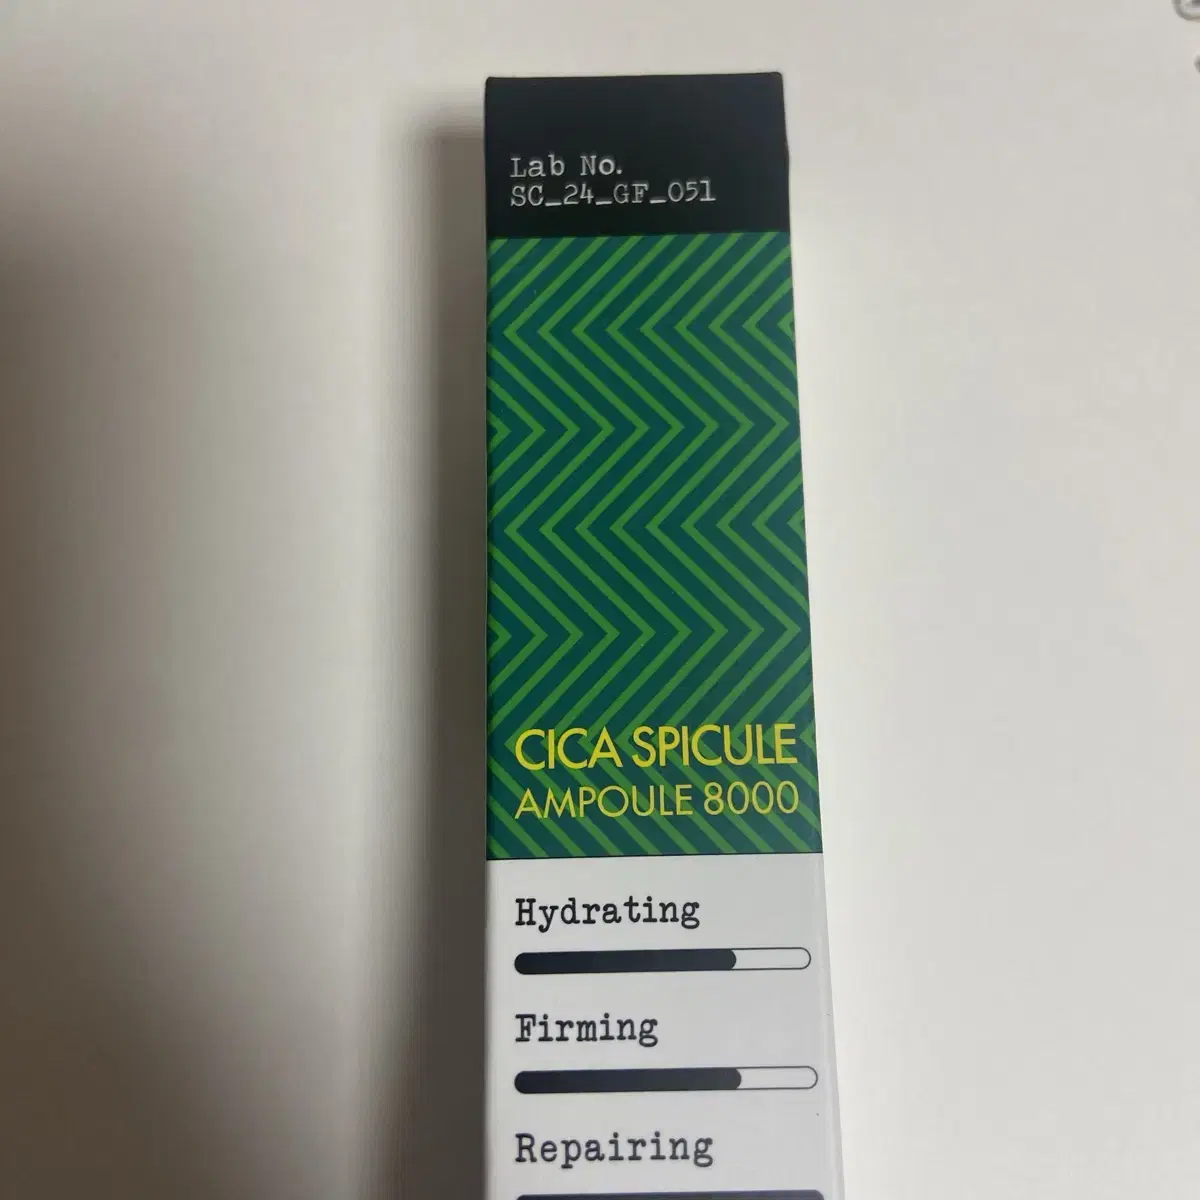 Lab No.
SC_24_GF_051
CICA SPICULE
AMPOULE 8000
Hydrating
Firming
Repairing